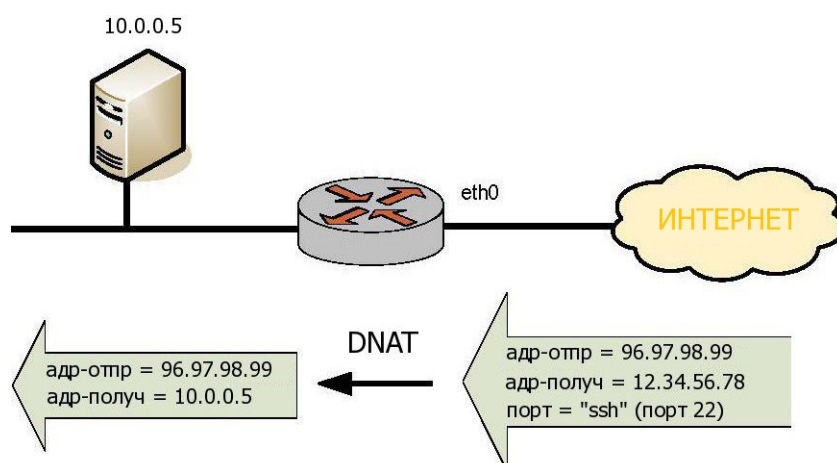 10.0.0.5
eth0
ИНТЕРНЕТ
DNAT
адр-отпр = 96.97.98.99
адр-получ = 10.0.0.5
адр-отпр = 96.97.98.99
адр-получ = 12.34.56.78
порт = "ssh" (порт 22)